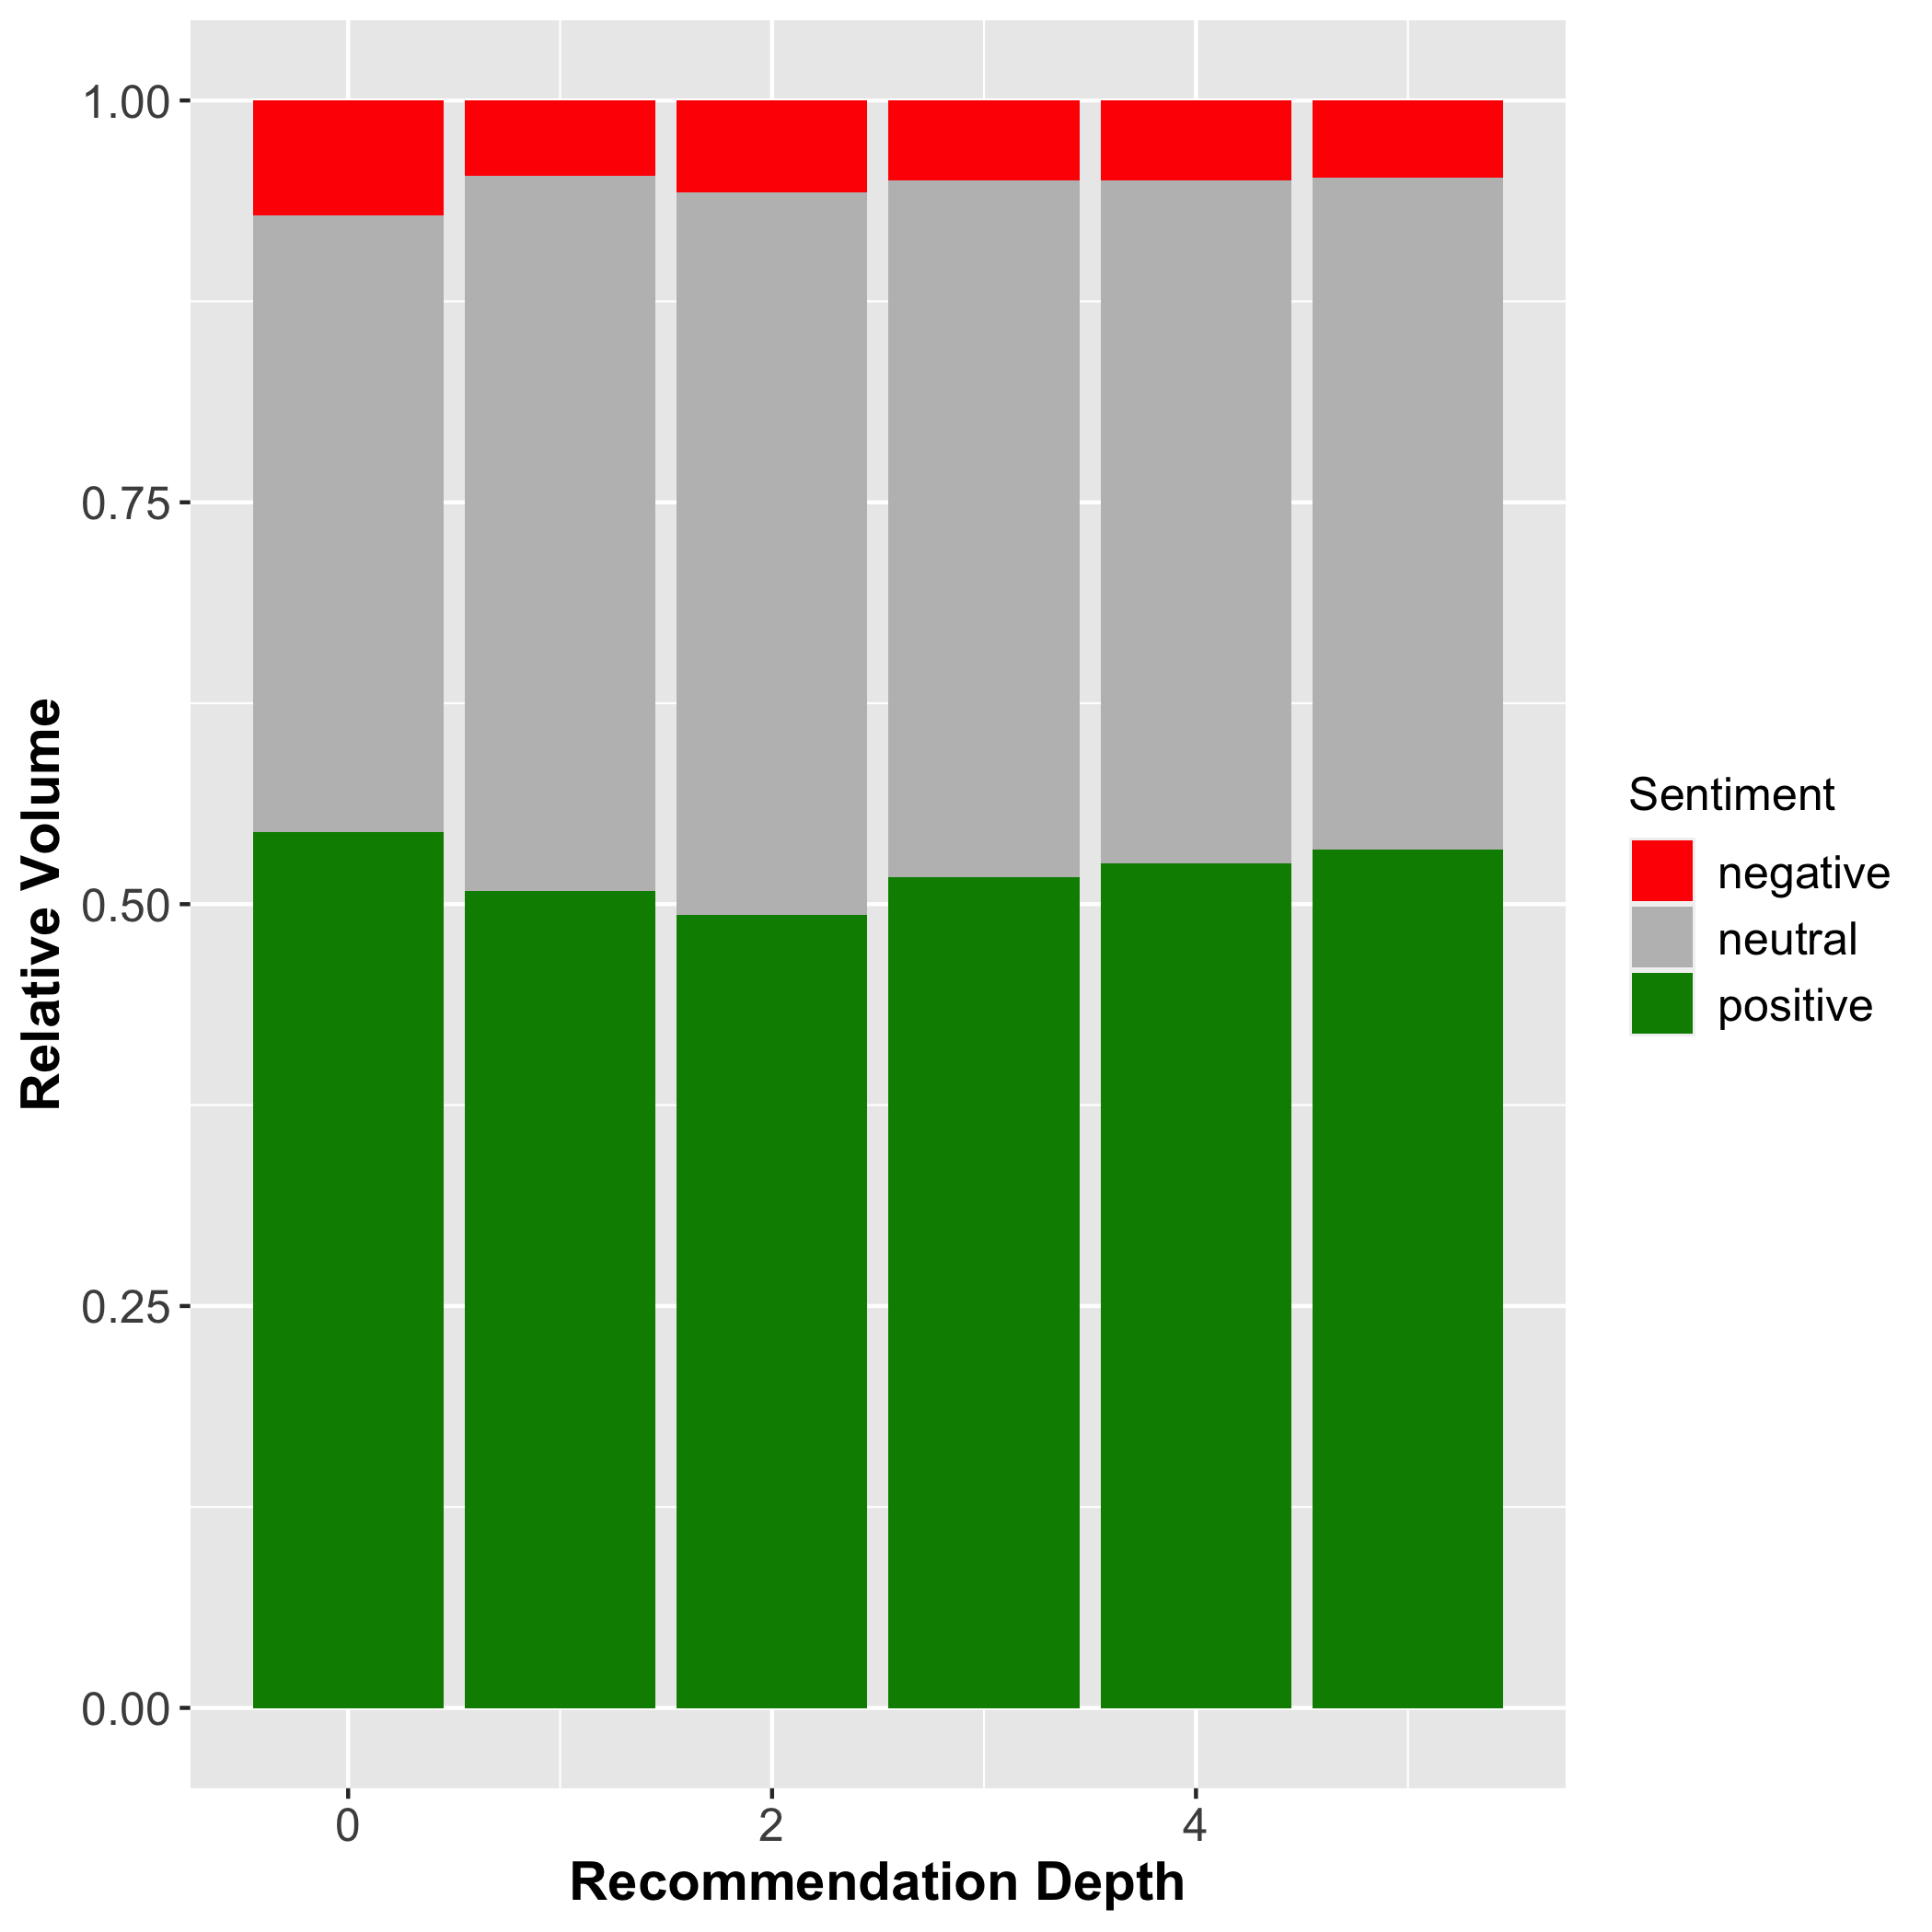 1.00
0.75
0.50
0.25
0.00
Relative Volume
0
2
4
Recommendation Depth
Sentiment
negative
neutral
positive